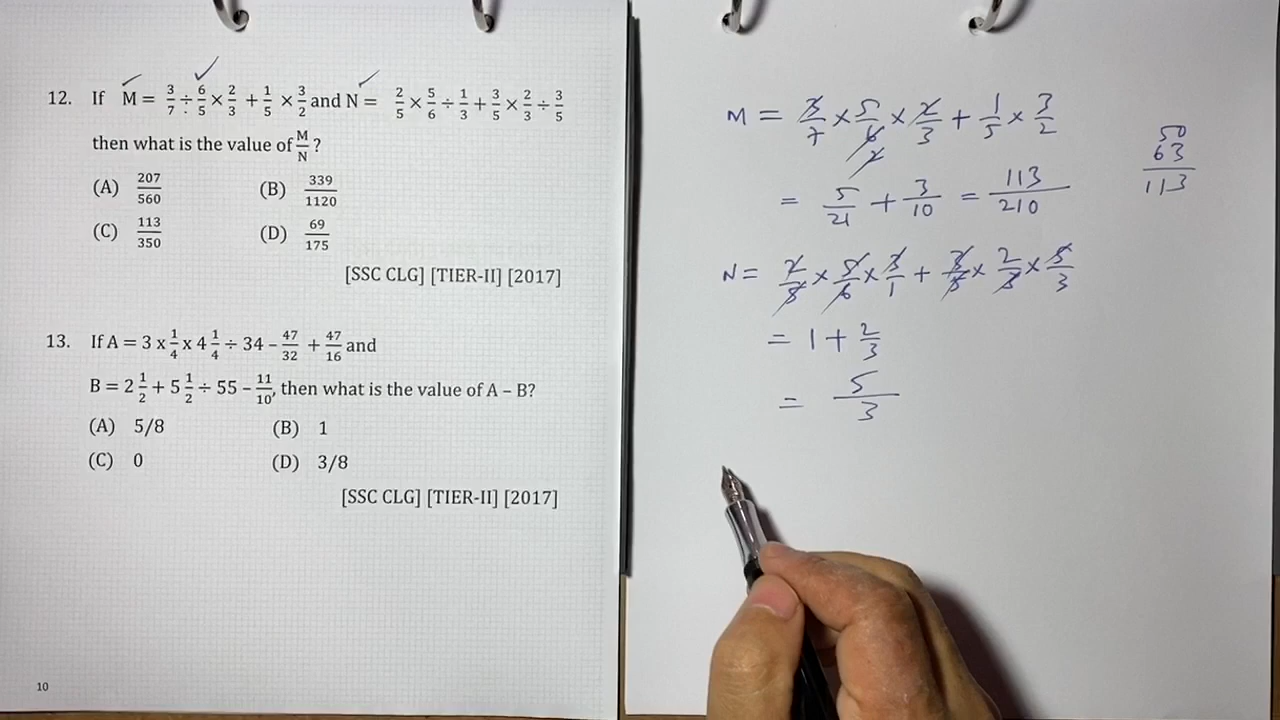 12. If M = 3/7 ÷ 6/5 × 2/3 + 1/5 × 3/2 and N = 2/5 × 5/6 ÷ 1/3 + 3/5 × 2/3 ÷ 3/5
then what is the value of M/N ?
(A) 207/560 (B) 339/1120
(C) 113/350 (D) 69/175
[SSC CLG] [TIER-II] [2017]
13. If A = 3 x 1/4 x 4 1/4 ÷ 34 – 47/32 + 47/16 and
B = 2 1/2 + 5 1/2 ÷ 55 – 11/10, then what is the value of A – B?
(A) 5/8 (B) 1
(C) 0 (D) 3/8
[SSC CLG] [TIER-II] [2017]
10
M = 3/7 × 5/6 × 2/3 + 1/5 × 3/2
2
= 5/21 + 3/10 = 113/210
50
63
113
N = 2/5 × 5/6 × 3/1 + 3/5 × 2/3 × 5/3
= 1 + 2/3
= 5/3